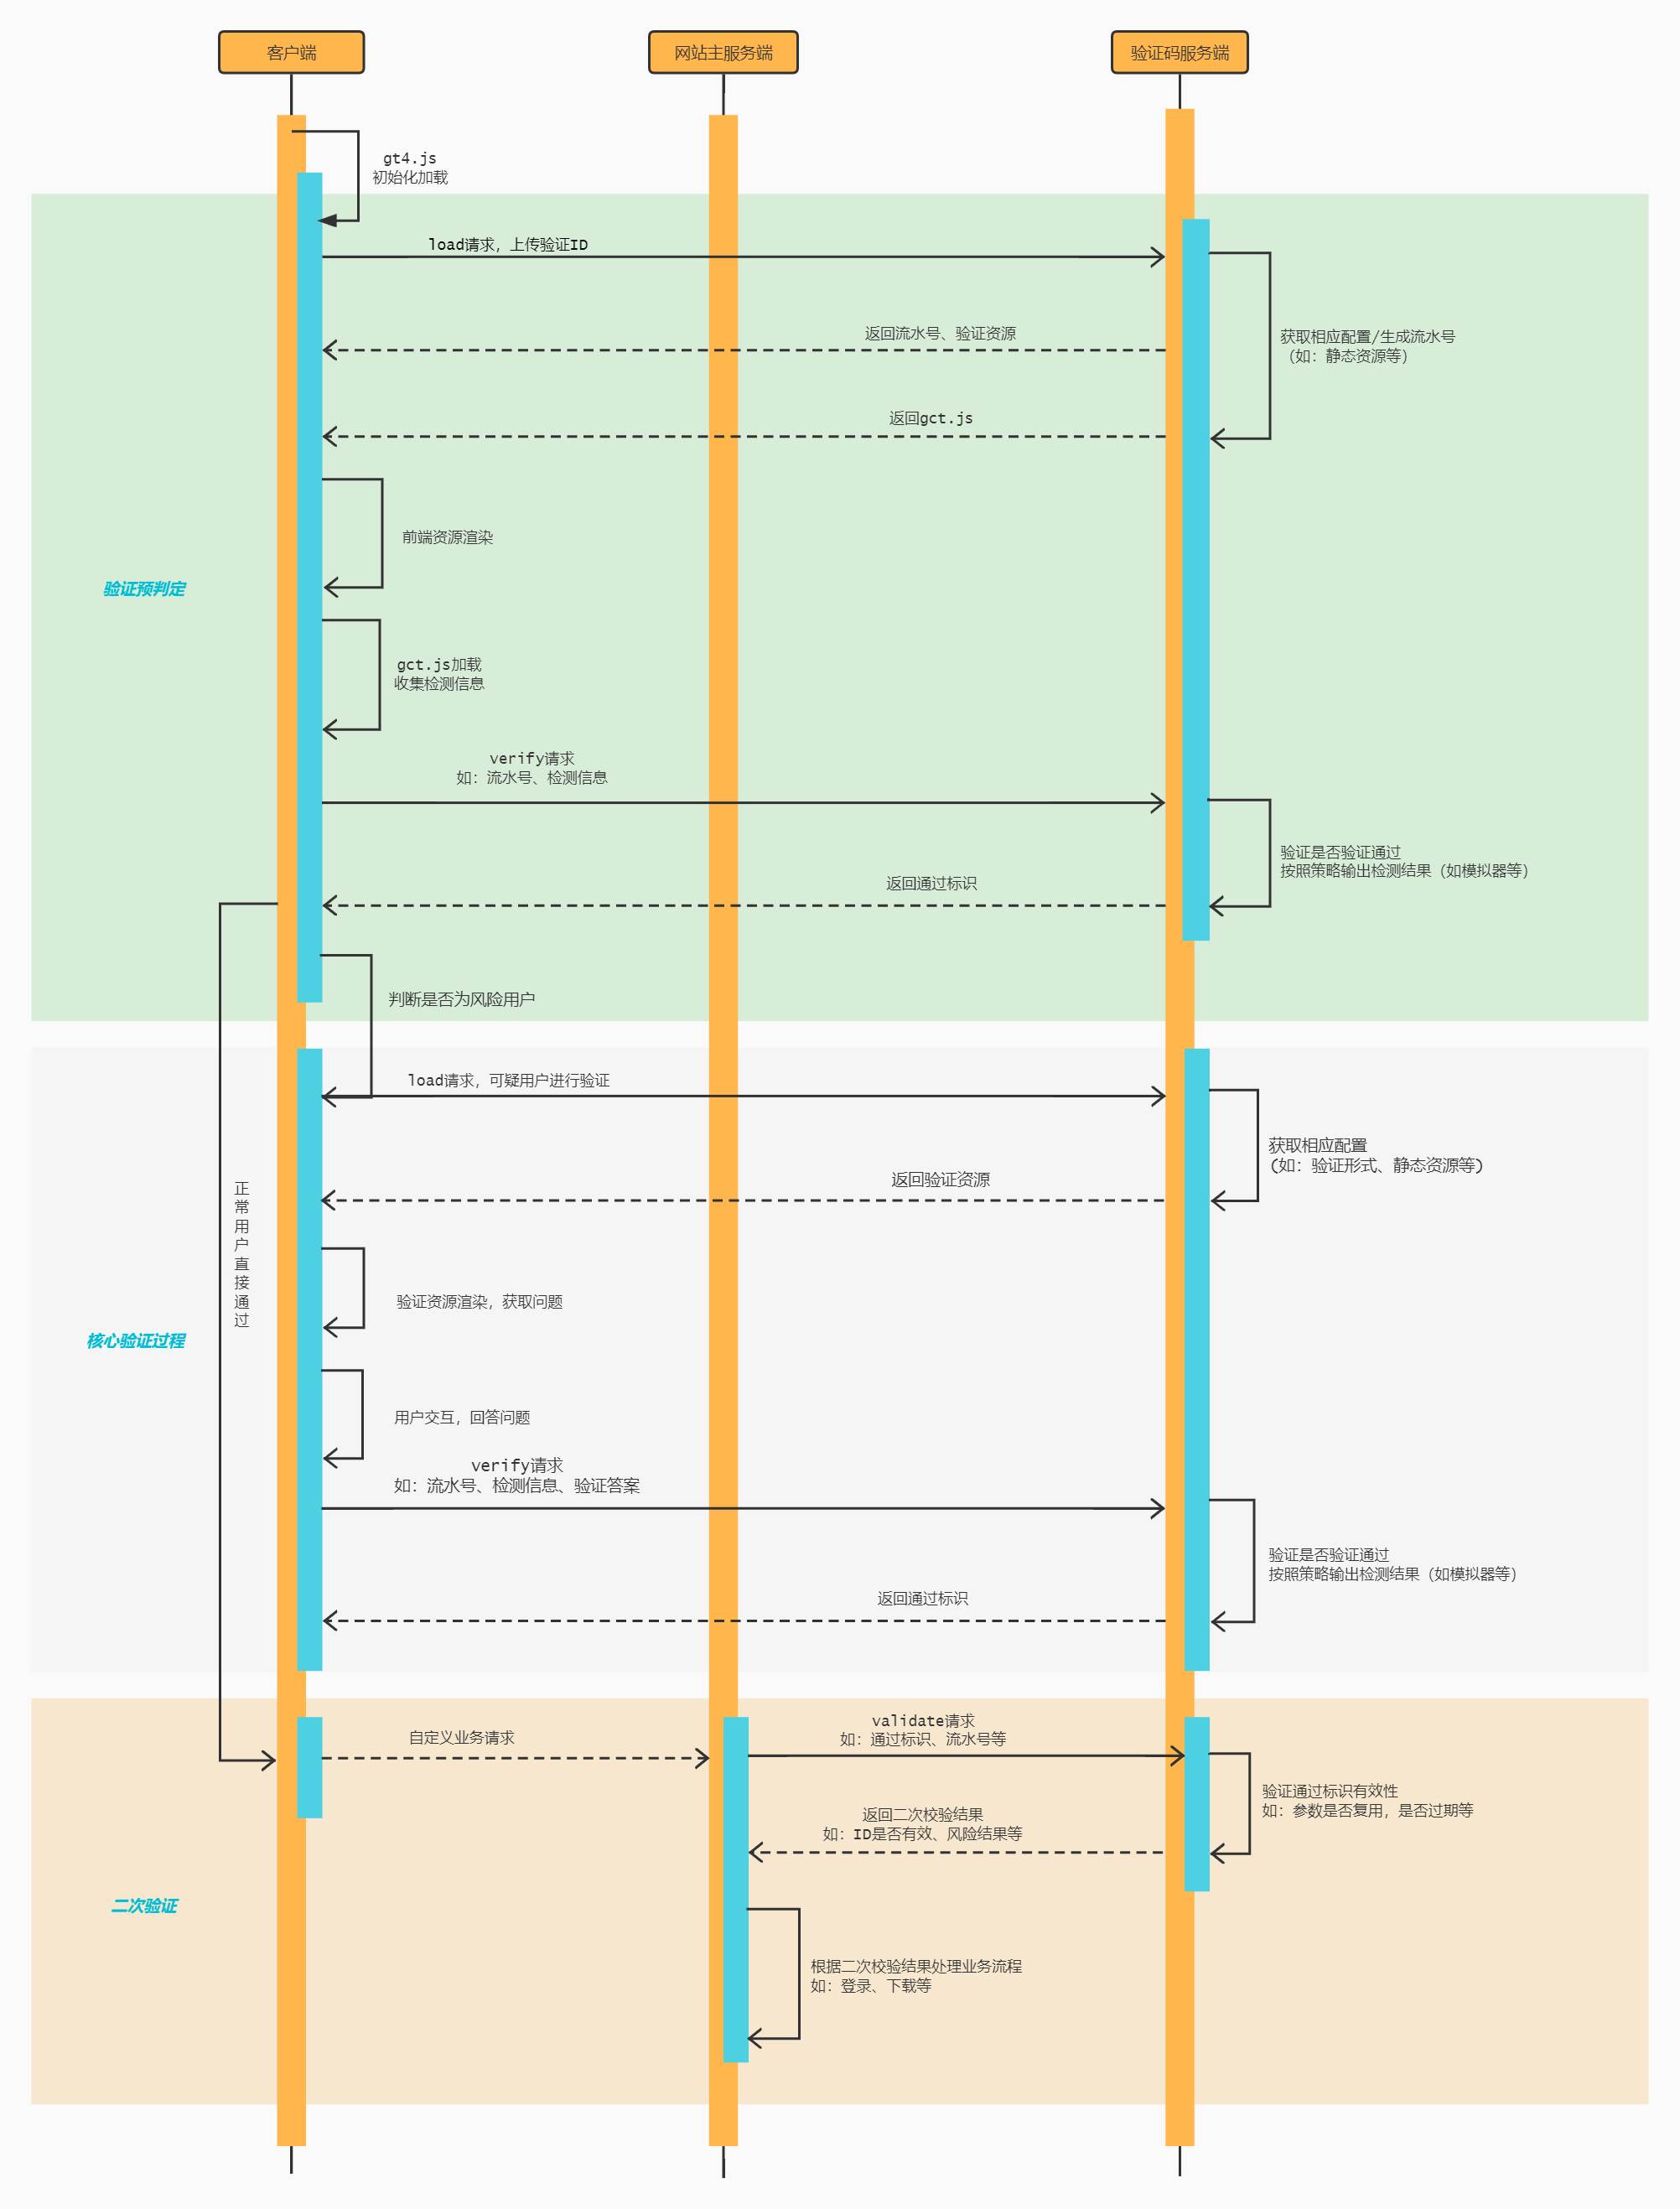 客户端
网站主服务端
验证码服务端
gt4.js
初始化加载
load请求，上传验证ID
返回流水号、验证资源
获取相应配置/生成流水号
（如：静态资源等）
返回gct.js
前端资源渲染
验证预判定
gct.js加载
收集检测信息
verify请求
如：流水号、检测信息
验证是否验证通过
按照策略输出检测结果（如模拟器等）
返回通过标识
判断是否为风险用户
load请求，可疑用户进行验证
获取相应配置
(如：验证形式、静态资源等)
返回验证资源
正
常
用
户
直
接
通
过
验证资源渲染，获取问题
核心验证过程
用户交互，回答问题
verify请求
如：流水号、检测信息、验证答案
验证是否验证通过
按照策略输出检测结果（如模拟器等）
返回通过标识
自定义业务请求
validate请求
如：通过标识、流水号等
验证通过标识有效性
如：参数是否复用，是否过期等
返回二次校验结果
如：ID是否有效、风险结果等
二次验证
根据二次校验结果处理业务流程
如：登录、下载等